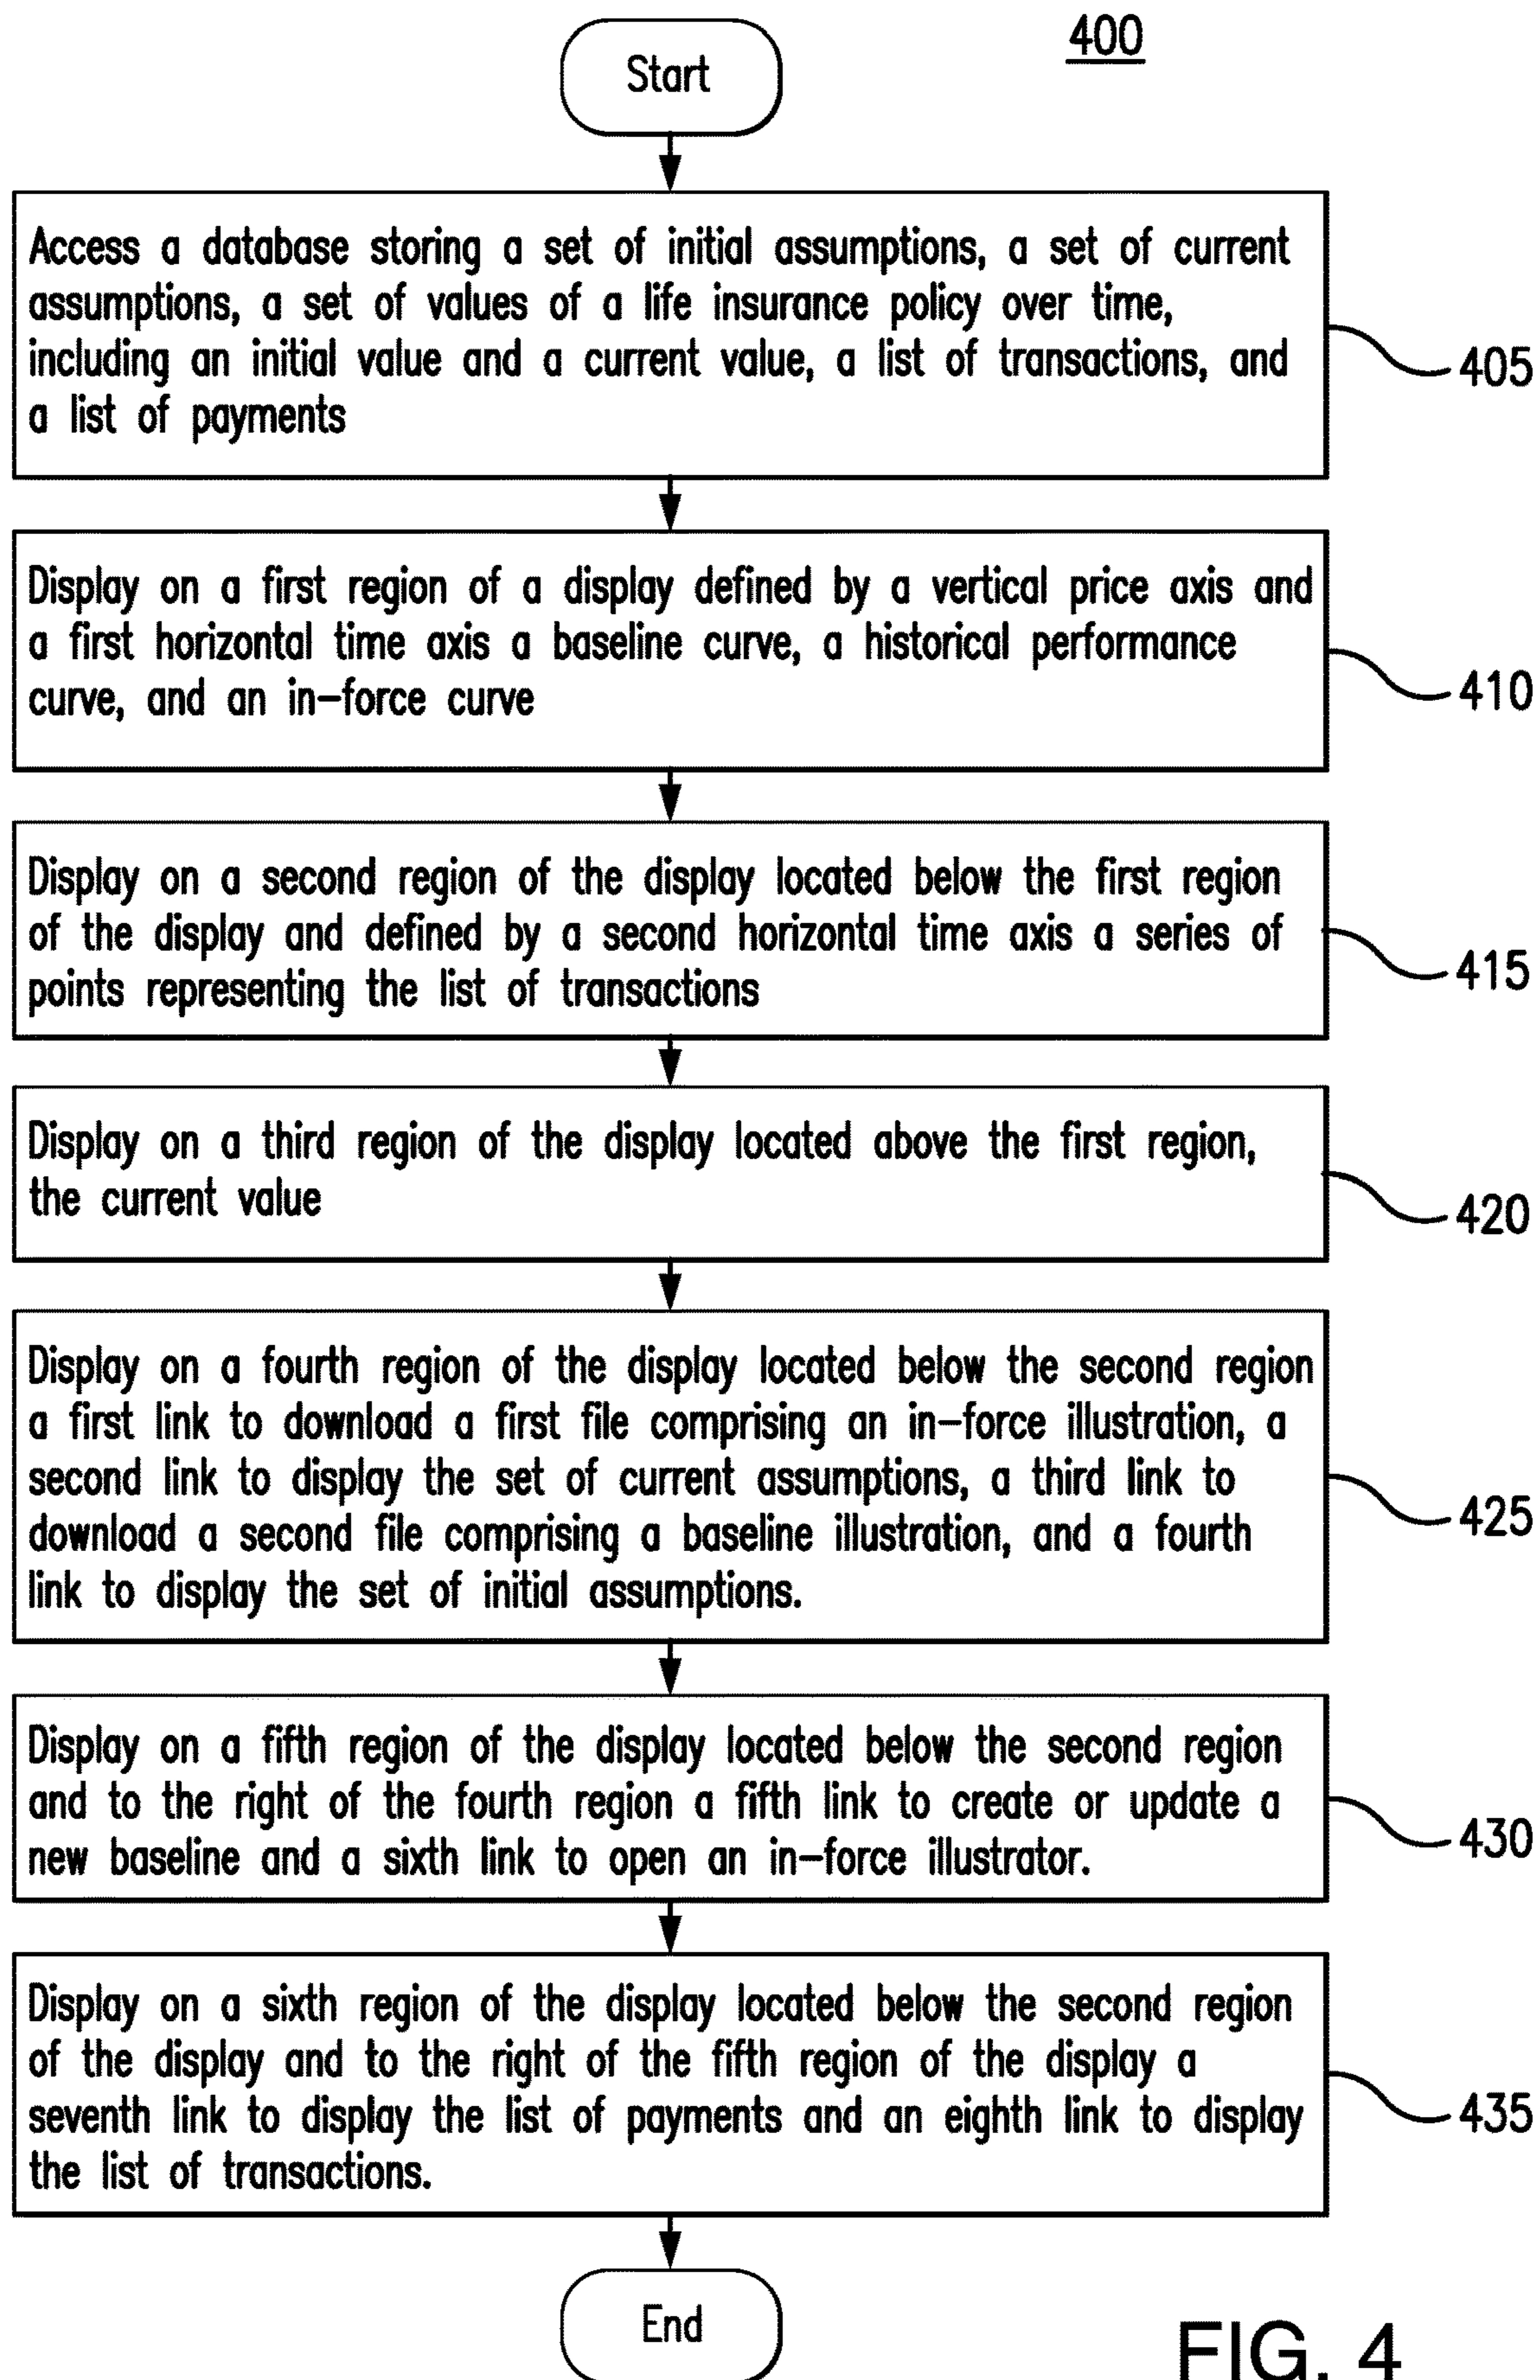 400
Start
Access a database storing a set of initial assumptions, a set of current
assumptions, a set of values of a life insurance policy over time,
including an initial value and a current value, a list of transactions, and
a list of payments
405
Display on a first region of a display defined by a vertical price axis and
a first horizontal time axis a baseline curve, a historical performance
curve, and an in-force curve
410
Display on a second region of the display located below the first region
of the display and defined by a second horizontal time axis a series of
points representing the list of transactions
415
Display on a third region of the display located above the first region,
the current value
420
Display on a fourth region of the display located below the second region
a first link to download a first file comprising an in-force illustration, a
second link to display the set of current assumptions, a third link to
download a second file comprising a baseline illustration, and a fourth
link to display the set of initial assumptions.
425
Display on a fifth region of the display located below the second region
and to the right of the fourth region a fifth link to create or update a
new baseline and a sixth link to open an in-force illustrator.
430
Display on a sixth region of the display located below the second region
of the display and to the right of the fifth region of the display a
seventh link to display the list of payments and an eighth link to display
the list of transactions.
435
End
FIG. 4